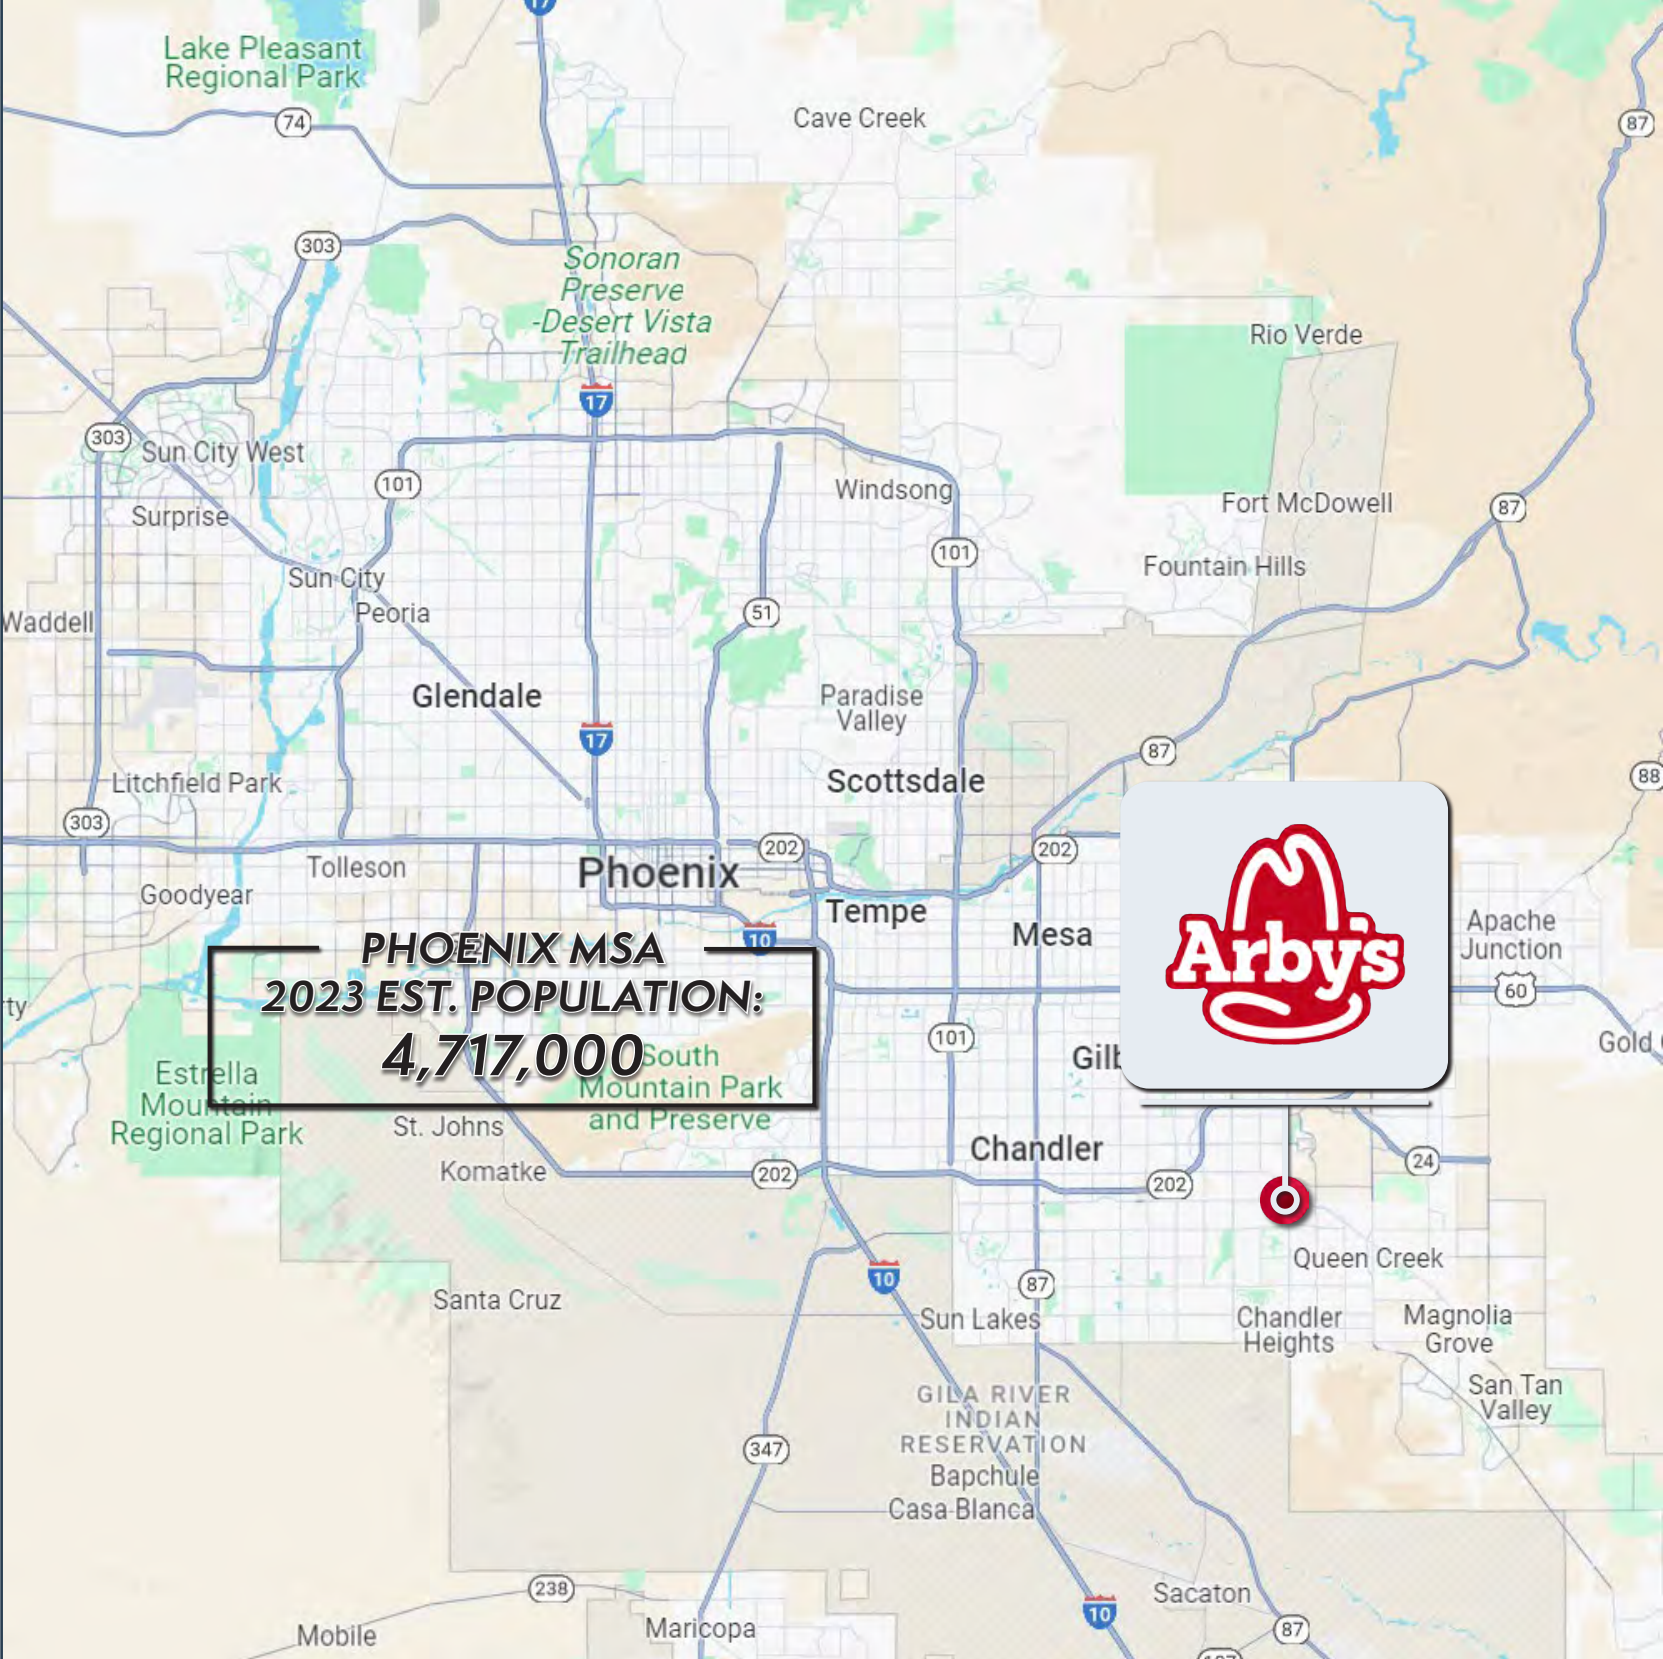 17
Lake Pleasant
Regional Park
74
Cave Creek
87
303
Sonoran
Preserve
-Desert Vista
Trailhead
Rio Verde
17
303
Sun City West
101
Windsong
Surprise
Fort McDowell
87
101
Fountain Hills
Sun City
Peoria
51
Waddell
Glendale
Paradise
Valley
17
87
Scottsdale
88
Litchfield Park
303
202
202
Tolleson
Phoenix
Goodyear
Tempe
Mesa
Arby's
Apache
Junction
10
PHOENIX MSA
2023 EST. POPULATION:
4,717,000
60
rty
101
Gold
Gilb
South
Mountain Park
and Preserve
Estrella
Mountain
Regional Park
St. Johns
Chandler
Komatke
202
202
24
Queen Creek
10
87
Santa Cruz
Sun Lakes
Chandler
Heights
Magnolia
Grove
San Tan
Valley
GILA RIVER
INDIAN
RESERVATION
347
Bapchule
Casa Blanca
238
Sacaton
10
Maricopa
87
Mobile